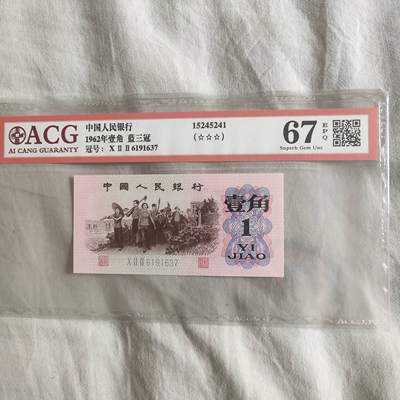 ACG
AI CANG GUARANTY
中国人民银行
1962年壹角 蓝三冠
冠号: X II II 6191637
15245241
(☆☆☆)
67 EPQ
Superb Gem Unc
中国人民银行
壹角
1
YI
JIAO
X II II 6191637